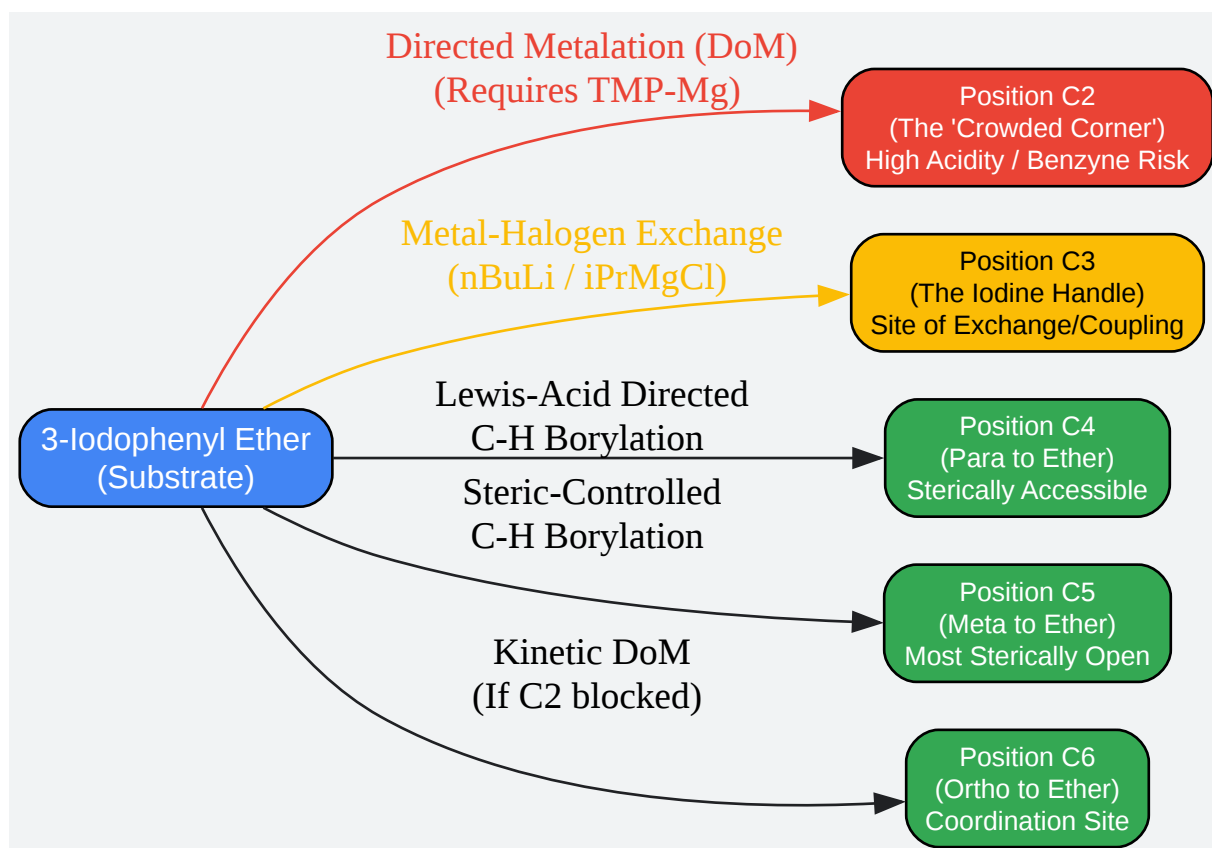 Directed Metalation (DoM)
(Requires TMP-Mg)
Position C2
(The 'Crowded Corner')
High Acidity / Benzyne Risk
Metal-Halogen Exchange
(nBuLi / iPrMgCl)
Position C3
(The Iodine Handle)
Site of Exchange/Coupling
3-Iodophenyl Ether
(Substrate)
Lewis-Acid Directed
C-H Borylation
Position C4
(Para to Ether)
Sterically Accessible
Steric-Controlled
C-H Borylation
Position C5
(Meta to Ether)
Most Sterically Open
Kinetic DoM
(If C2 blocked)
Position C6
(Ortho to Ether)
Coordination Site